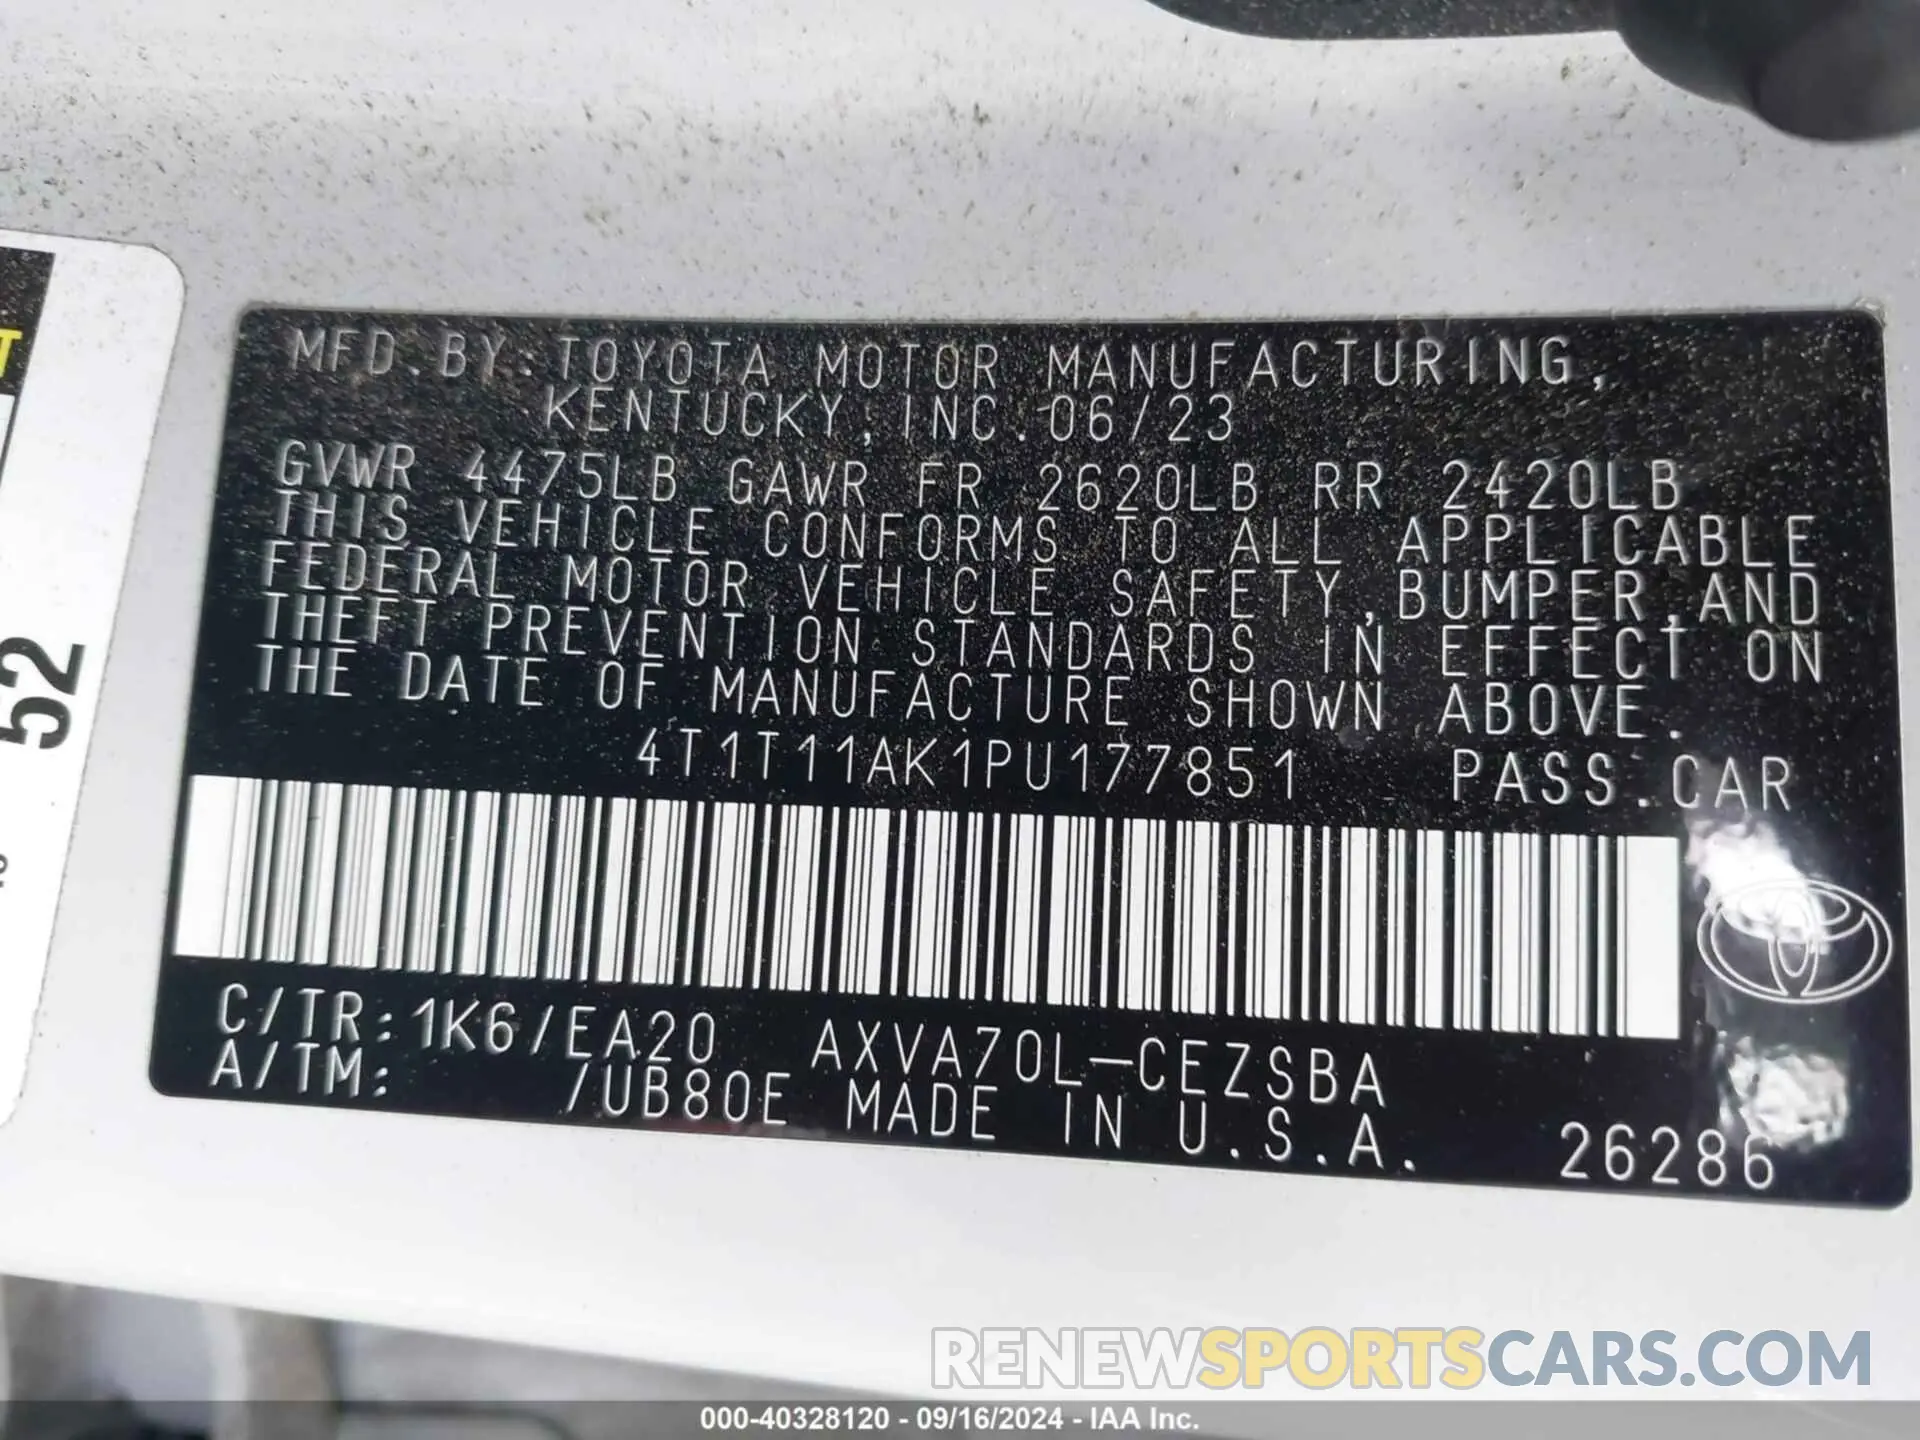 MFD.BY:TOYOTA MOTOR MANUFACTURING,
KENTUCKY,INC.06/23
GVWR 4475LB GAWR FR 2620LB RR 2420LB
THIS VEHICLE CONFORMS TO ALL APPLICABLE
FEDERAL MOTOR VEHICLE SAFETY,BUMPER,AND
THEFT PREVENTION STANDARDS IN EFFECT ON
THE DATE OF MANUFACTURE SHOWN ABOVE.
4T1T11AK1PU177851 PASS.CAR
C/TR:1K6/EA20 AXVA70L-CEZSBA
A/TM: /UB80E MADE IN U.S.A.
26286
52
T
RENEWSPORTSCARS.COM
000-40328120 - 09/16/2024 - IAA Inc.